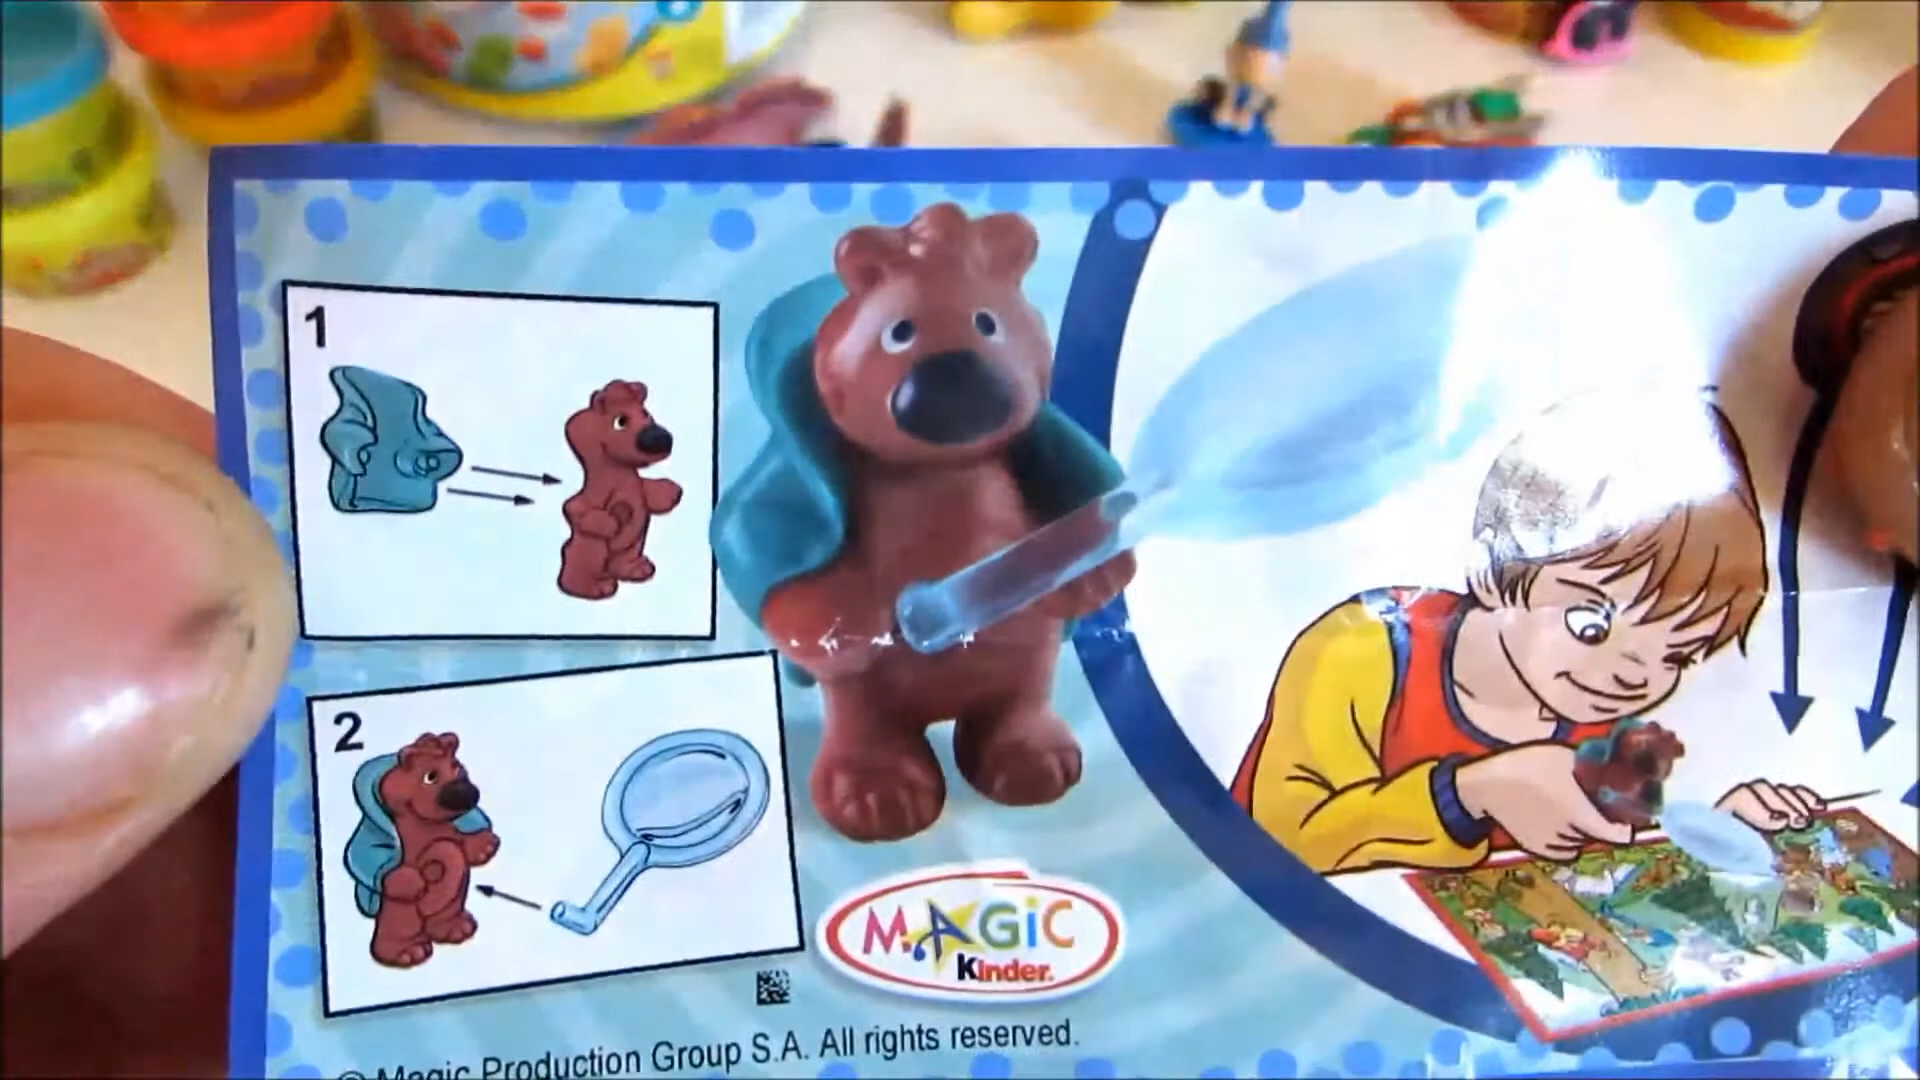 1
2
MAGiC
Kinder
© Magic Production Group S.A. All rights reserved.